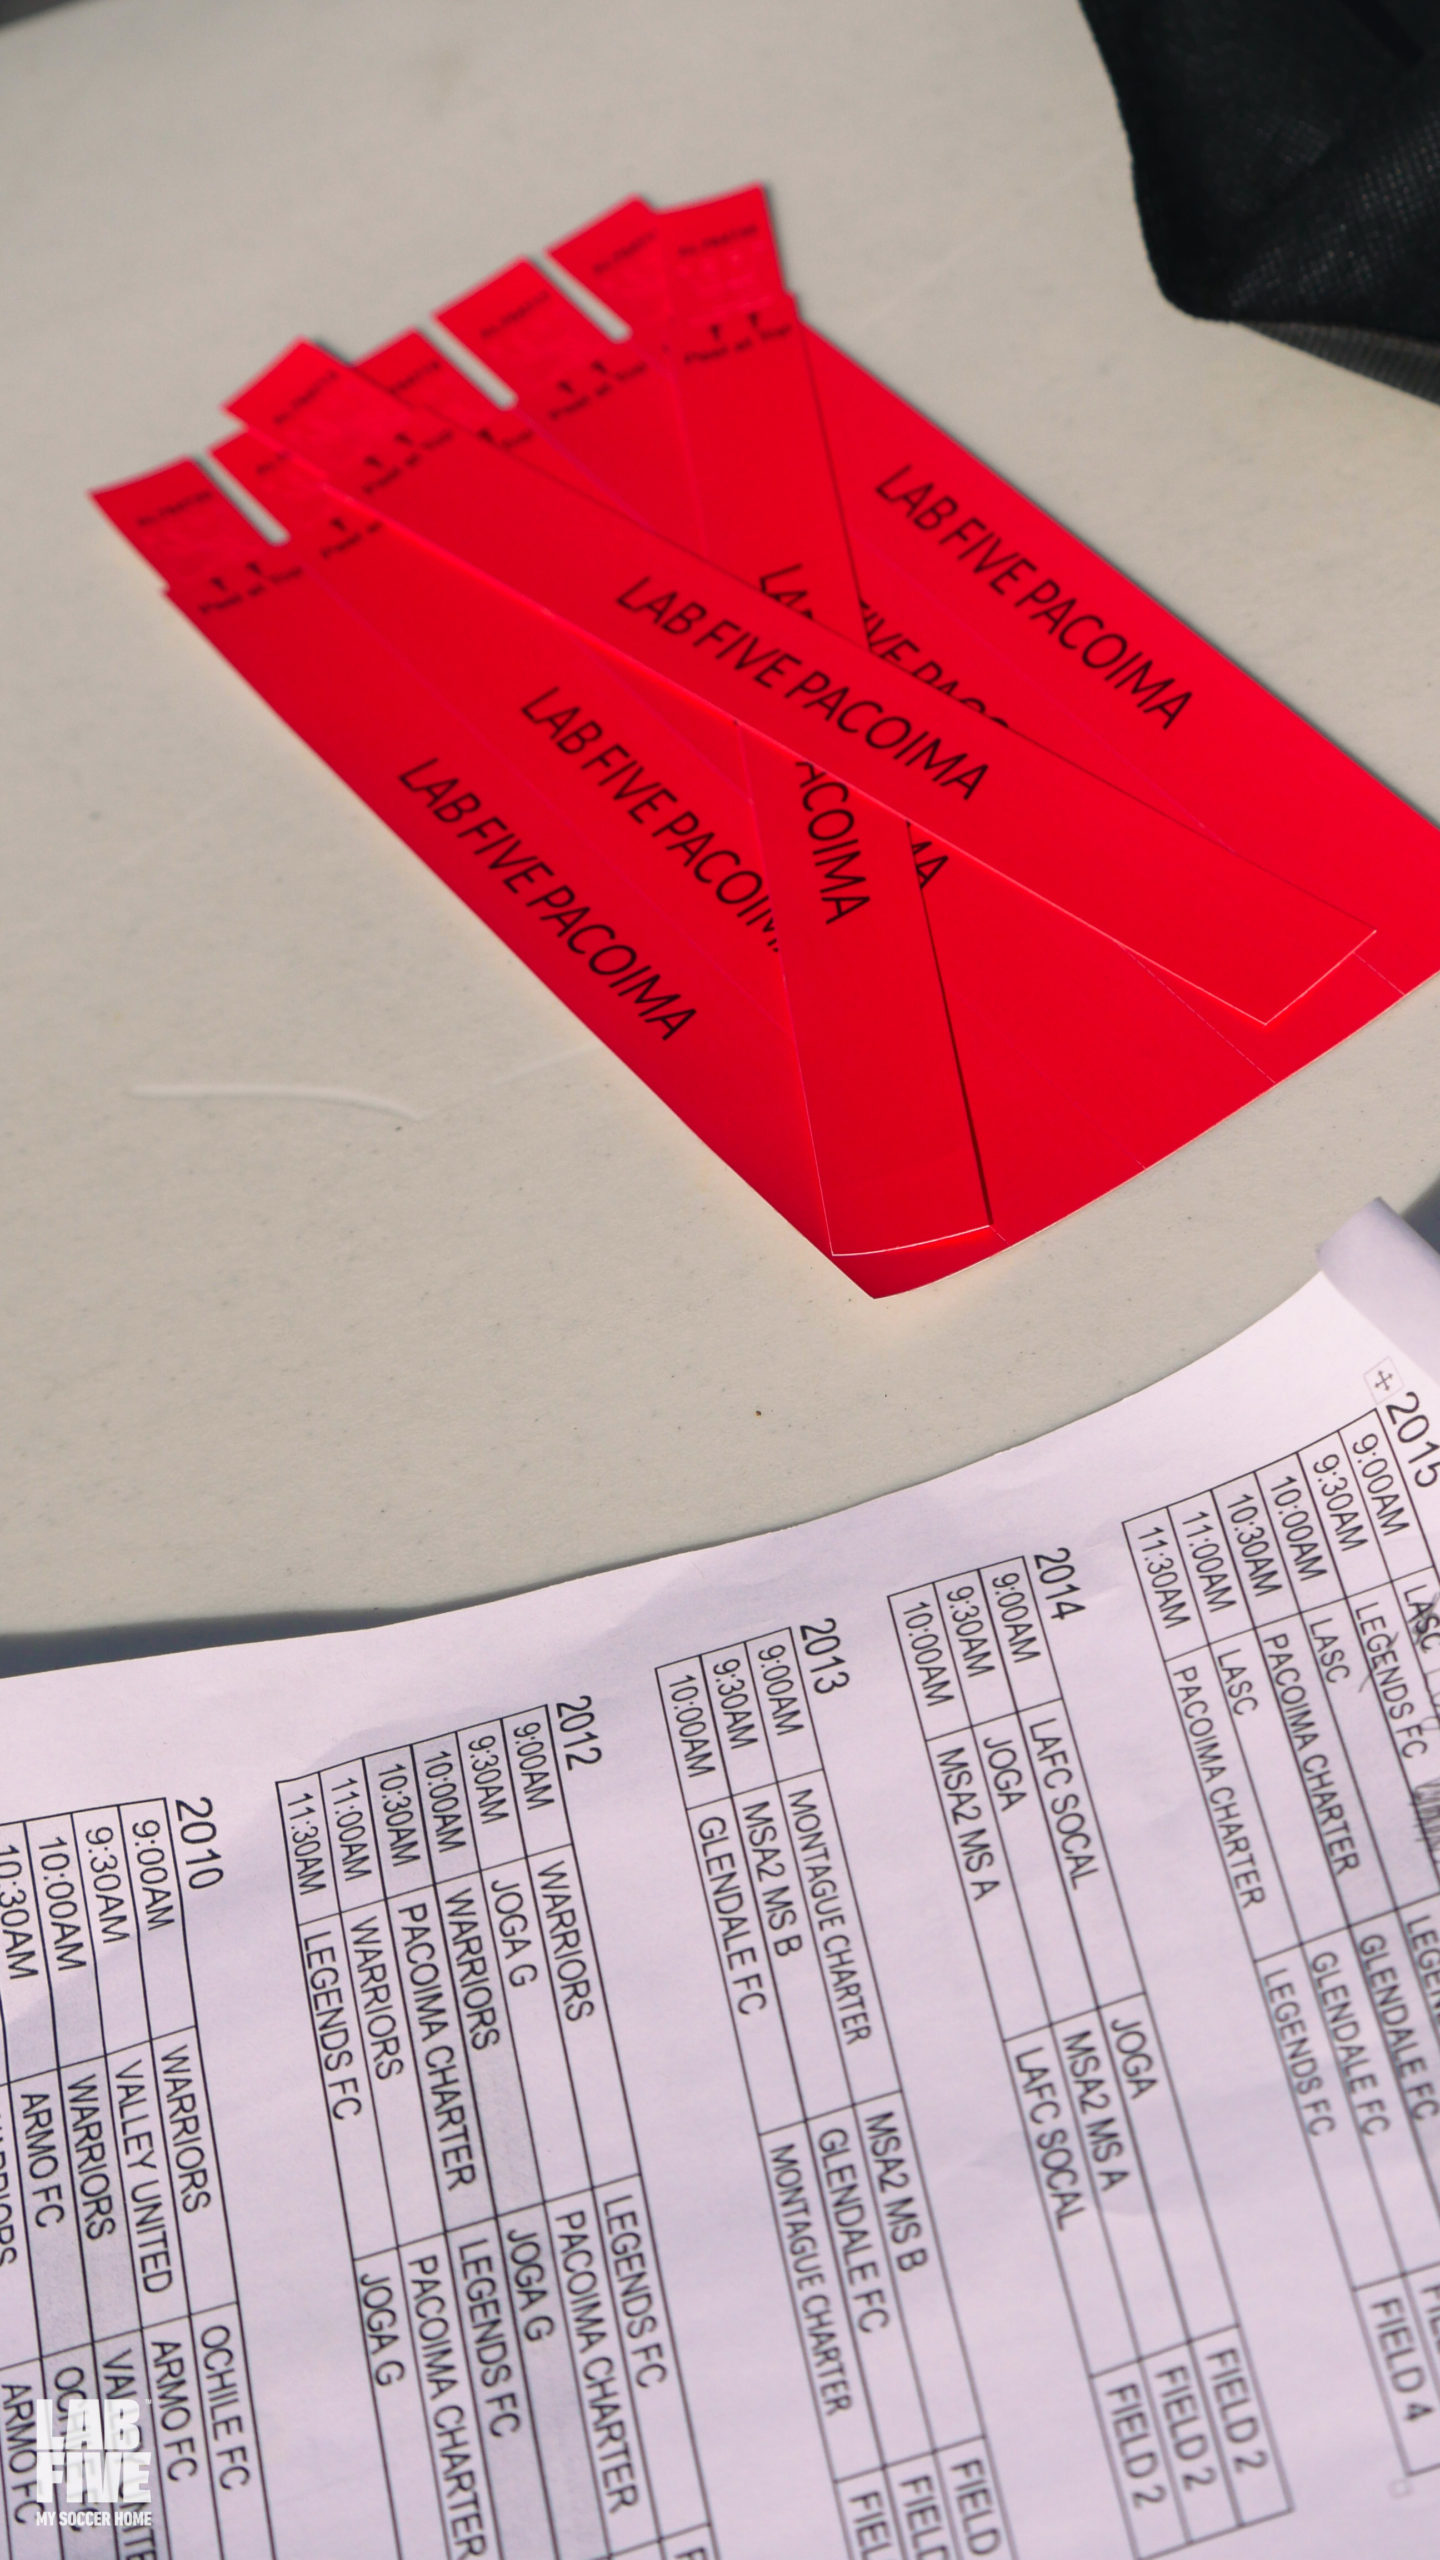 LAB FIVE PACOIMA
LAB FIVE PACOIMA
LAB FIVE PACOIMA
LAB FIVE PACOIMA
ACOIMA
2015
9:00AM LASC
9:30AM LEGENDS FC
10:00AM LASC
10:30AM PACOIMA CHARTER GLENDALE FC
11:00AM LASC GLENDALE FC
11:30AM PACOIMA CHARTER LEGENDS FC FIELD 4
2014
9:00AM LAFC SOCAL JOGA FIELD 2
9:30AM JOGA MSA2 MS A FIELD 2
10:00AM MSA2 MS A LAFC SOCAL FIELD 2
2013
9:00AM MONTAGUE CHARTER MSA2 MS B FIELD
9:30AM MSA2 MS B GLENDALE FC FIELD
10:00AM GLENDALE FC MONTAGUE CHARTER FIEL
2012
9:00AM WARRIORS LEGENDS FC
9:30AM JOGA G PACOIMA CHARTER
10:00AM WARRIORS JOGA G
10:30AM PACOIMA CHARTER LEGENDS FC
11:00AM WARRIORS PACOIMA CHARTER
11:30AM LEGENDS FC JOGA G
2010
9:00AM WARRIORS OCHILE FC
9:30AM VALLEY UNITED ARMO FC
10:00AM WARRIORS
10:30AM ARMO FC
ARMO FC
LAB FIVE
MY SOCCER HOME